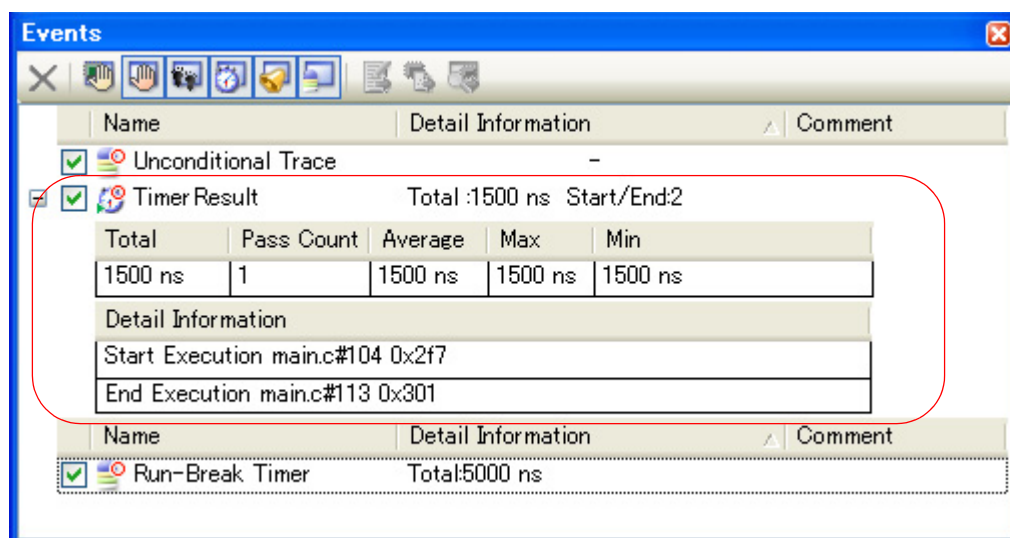 Events
Name Detail Information Comment
Unconditional Trace -
Timer Result Total :1500 ns Start/End:2
Total Pass Count Average Max Min
1500 ns 1 1500 ns 1500 ns 1500 ns
Detail Information
Start Execution main.c#104 0x2f7
End Execution main.c#113 0x301
Name Detail Information Comment
Run-Break Timer Total:5000 ns